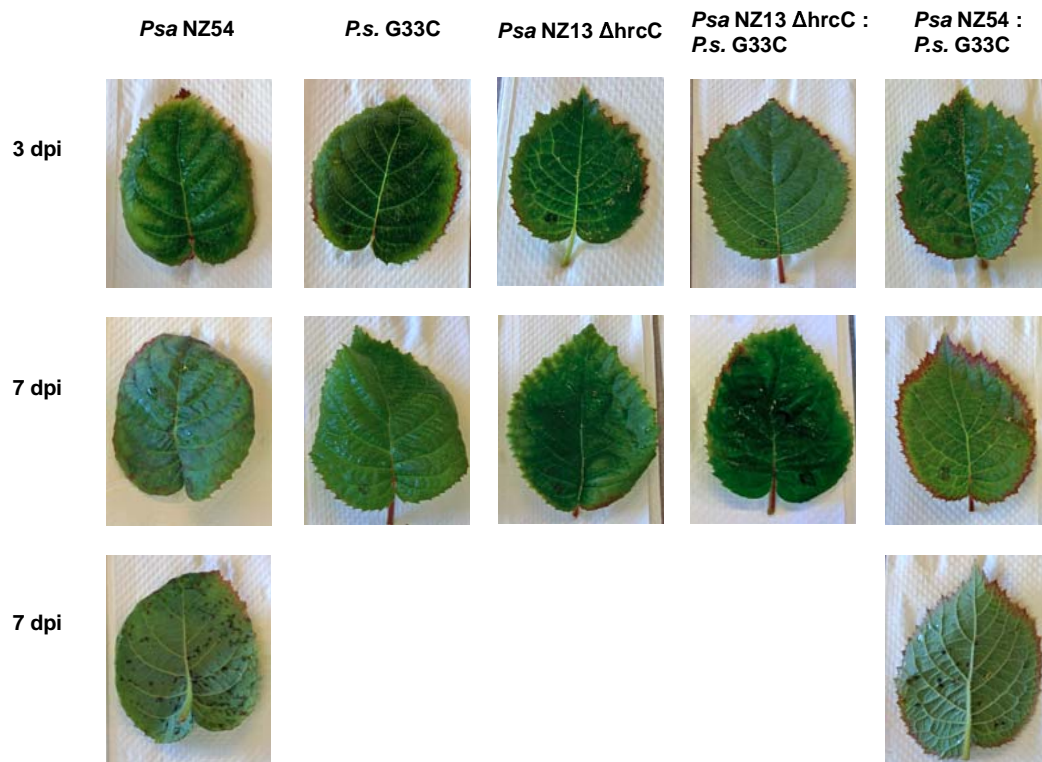 Psa NZ54
P.s. G33C
Psa NZ13 ΔhrcC
Psa NZ13 ΔhrcC :
P.s. G33C
Psa NZ54 :
P.s. G33C
3 dpi
7 dpi
7 dpi